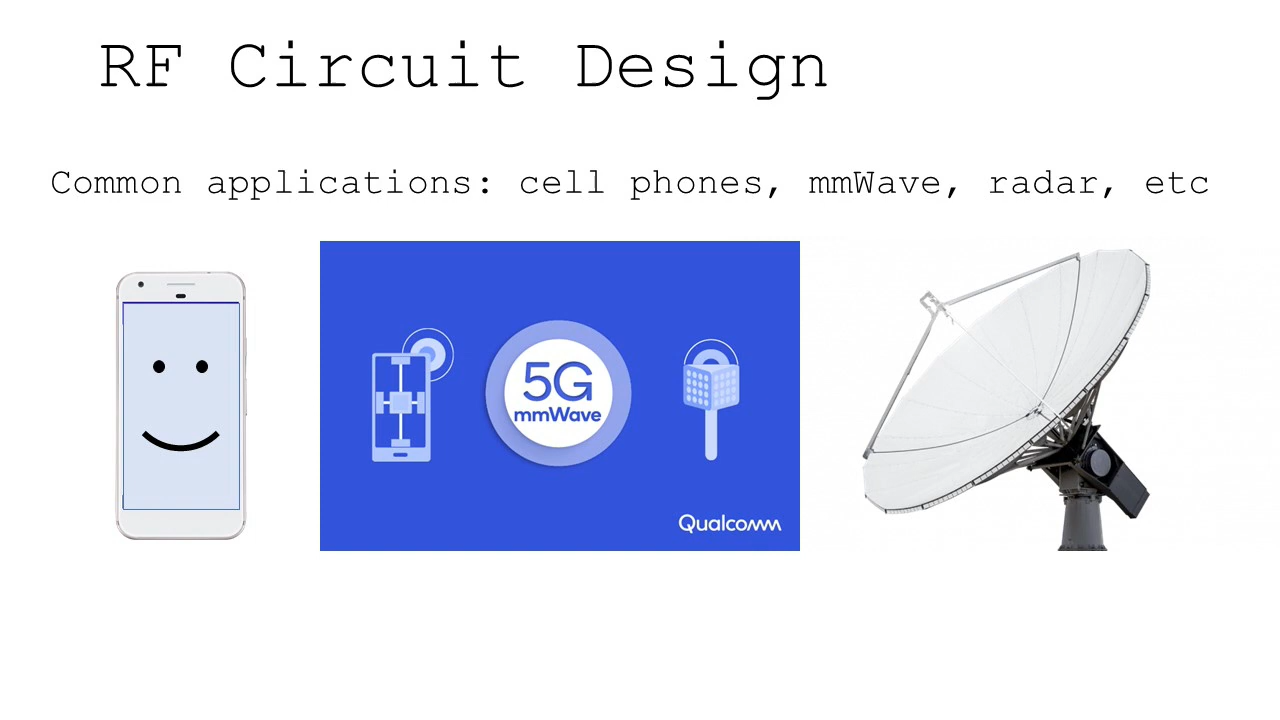 RF Circuit Design
Common applications: cell phones, mmWave, radar, etc
5G
mmWave
Qualcomm